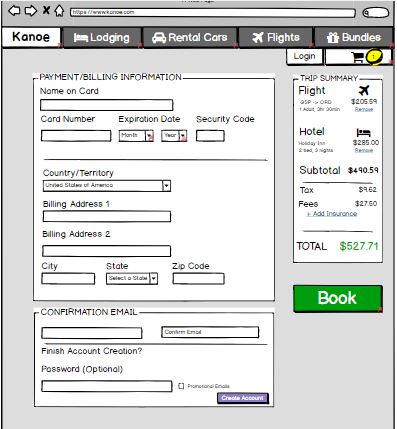 https://www.kanoe.com
Kanoe
Lodging
Rental Cars
Flights
Bundles
Login
PAYMENT/BILLING INFORMATION
Name on Card
Card Number Expiration Date Security Code
Month Year
Country/Territory
United States of America
Billing Address 1
Billing Address 2
City State Zip Code
Select a State
CONFIRMATION EMAIL
Confirm Email
Finish Account Creation?
Password (Optional)
Promotional Emails
Create Account
TRIP SUMMARY
Flight
GSP -> ORD $205.59
1 Adult, 3hr 30min Remove
Hotel
Holiday Inn $285.00
2 bed, 3 nights Remove
Subtotal $490.59
Tax $9.62
Fees $27.50
+ Add Insurance
TOTAL $527.71
Book